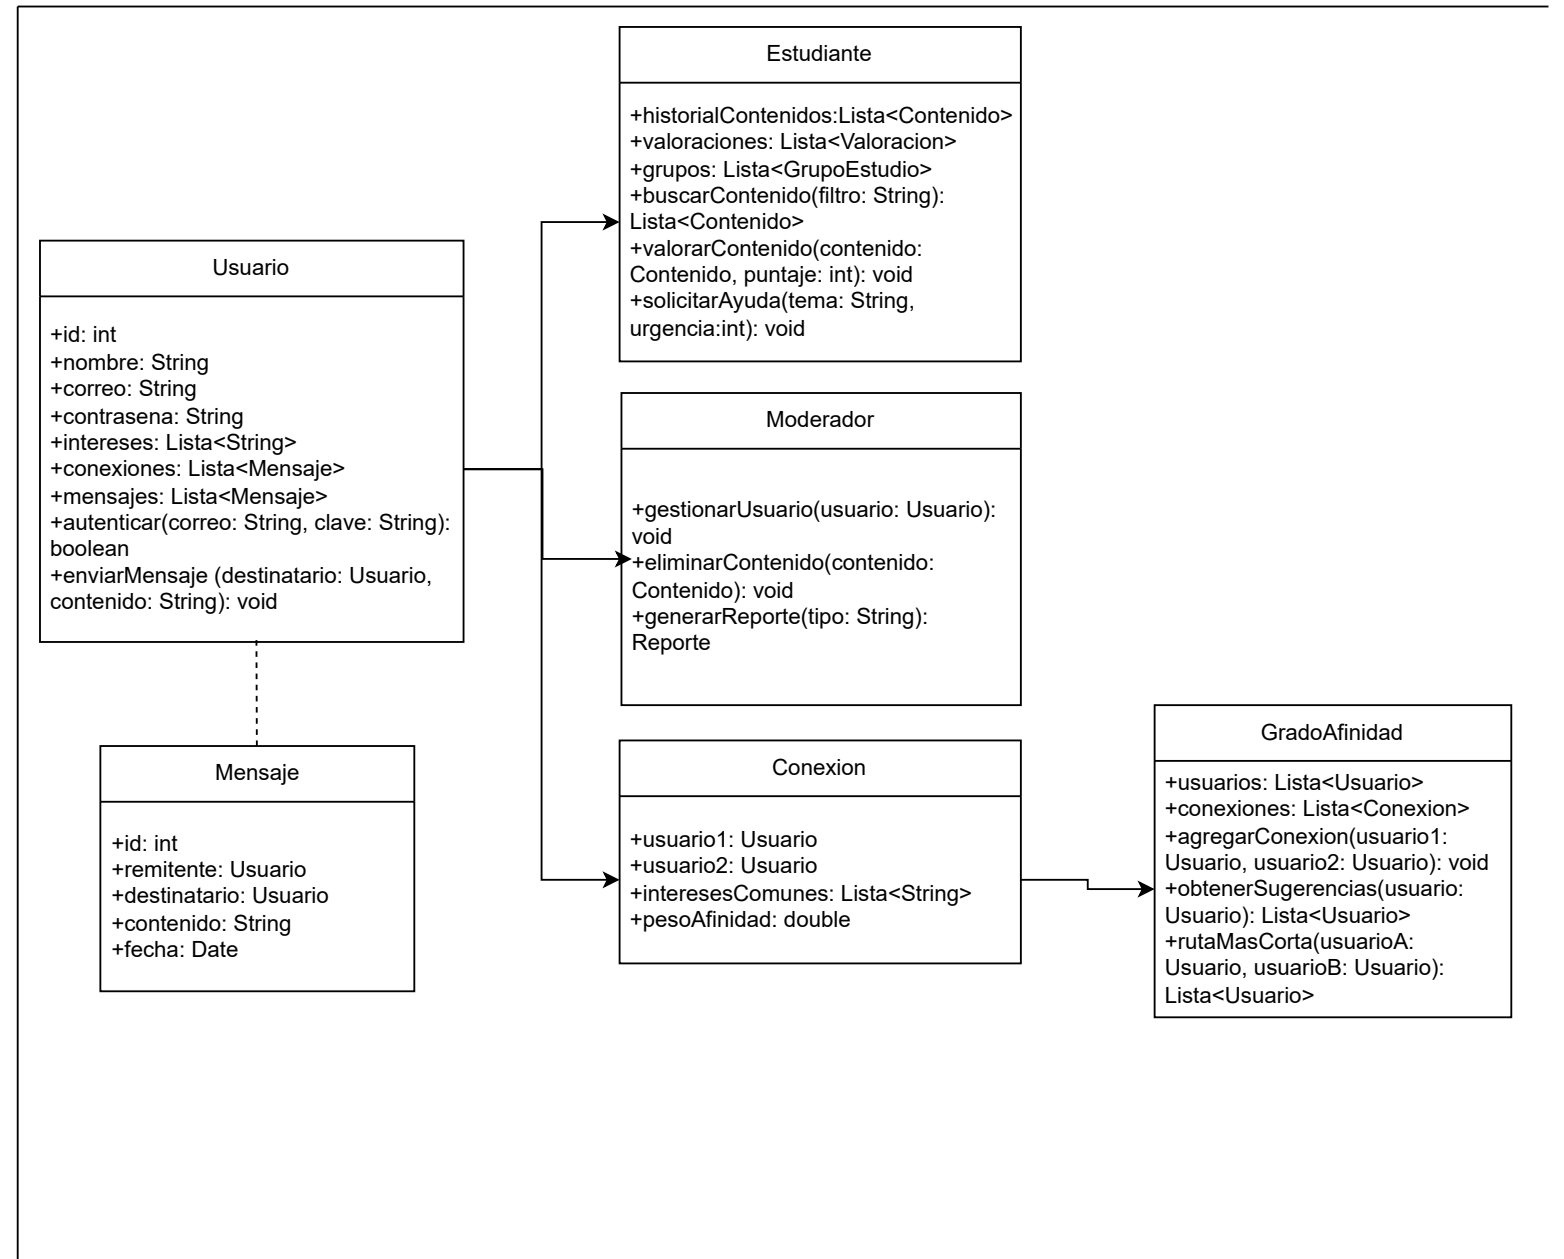 Estudiante
+historialContenidos:Lista<Contenido>
+valoraciones: Lista<Valoracion>
+grupos: Lista<GrupoEstudio>
+buscarContenido(filtro: String):
Lista<Contenido>
+valorarContenido(contenido:
Contenido, puntaje: int): void
+solicitarAyuda(tema: String,
urgencia:int): void
Usuario
+id: int
+nombre: String
+correo: String
+contrasena: String
+intereses: Lista<String>
+conexiones: Lista<Mensaje>
+mensajes: Lista<Mensaje>
+autenticar(correo: String, clave: String):
boolean
+enviarMensaje (destinatario: Usuario,
contenido: String): void
Moderador
+gestionarUsuario(usuario: Usuario):
void
+eliminarContenido(contenido:
Contenido): void
+generarReporte(tipo: String):
Reporte
Mensaje
+id: int
+remitente: Usuario
+destinatario: Usuario
+contenido: String
+fecha: Date
Conexion
+usuario1: Usuario
+usuario2: Usuario
+interesesComunes: Lista<String>
+pesoAfinidad: double
GradoAfinidad
+usuarios: Lista<Usuario>
+conexiones: Lista<Conexion>
+agregarConexion(usuario1:
Usuario, usuario2: Usuario): void
+obtenerSugerencias(usuario:
Usuario): Lista<Usuario>
+rutaMasCorta(usuarioA:
Usuario, usuarioB: Usuario):
Lista<Usuario>